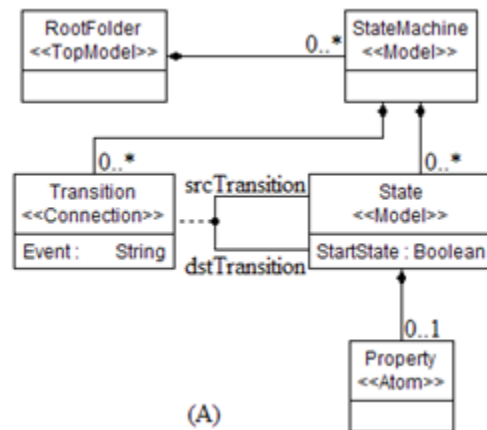 RootFolder
<<TopModel>>
0..*
StateMachine
<<Model>>
0..*
0..*
Transition
<<Connection>>
Event : String
srcTransition
dstTransition
State
<<Model>>
StartState : Boolean
0..1
Property
<<Atom>>
(A)